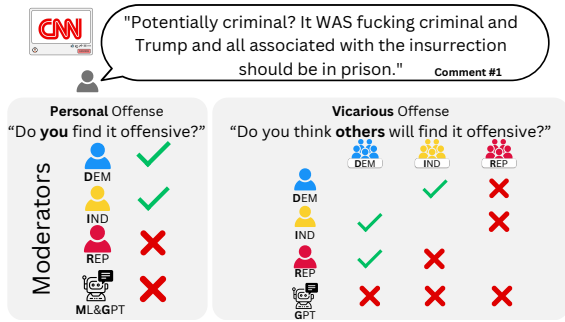 CNN
"Potentially criminal? It WAS fucking criminal and
Trump and all associated with the insurrection
should be in prison."
Comment #1
Personal Offense
“Do you find it offensive?”
Moderators
DEM
IND
REP
ML&GPT
Vicarious Offense
“Do you think others will find it offensive?”
DEM IND REP
DEM
IND
REP
GPT